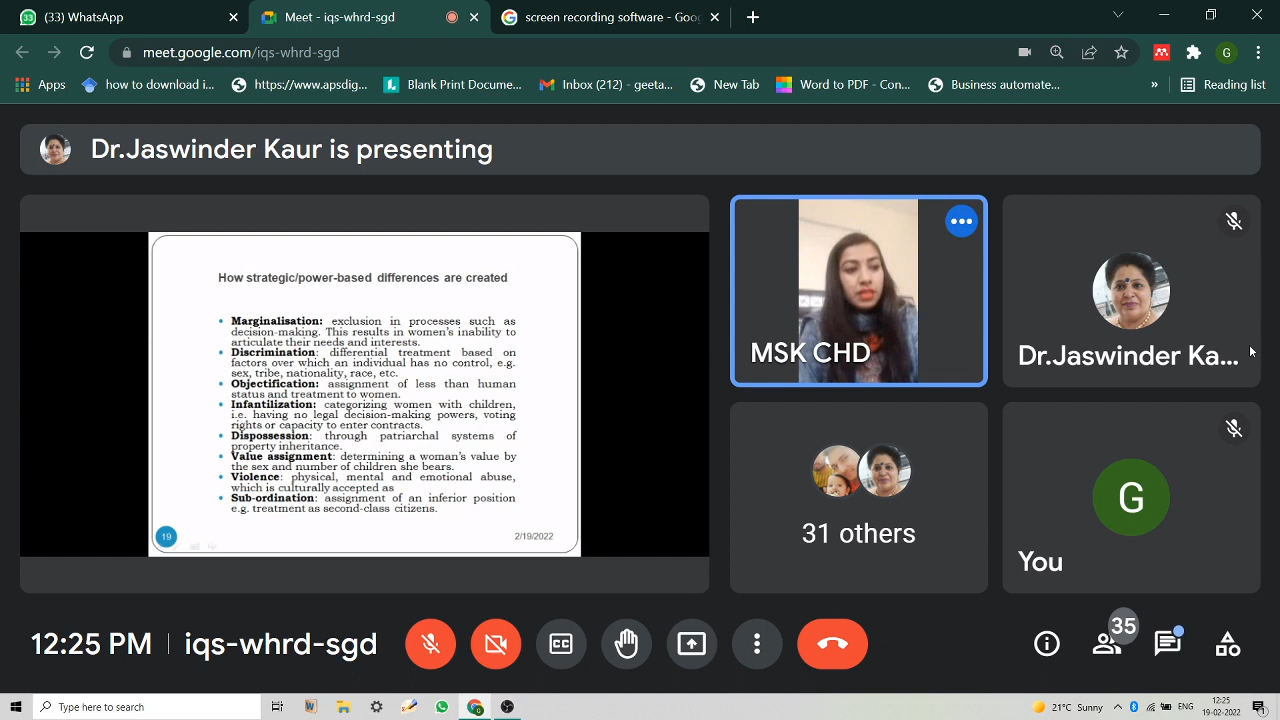 (33) WhatsApp
Meet - iqs-whrd-sgd
screen recording software - Goo
meet.google.com/iqs-whrd-sgd
G
Apps
how to download i...
https://www.apsdig...
Blank Print Docume...
Inbox (212) - geeta...
New Tab
Word to PDF - Con...
Business automate...
»
Reading list
Dr.Jaswinder Kaur is presenting
How strategic/power-based differences are created
• Marginalisation: exclusion in processes such as
decision-making. This results in women's inability to
articulate their needs and interests.
• Discrimination: differential treatment based on
factors over which an individual has no control, e.g.
sex, tribe, nationality, race, etc.
• Objectification: assignment of less than human
status and treatment to women.
• Infantilization: categorizing women with children,
i.e. having no legal decision-making powers, voting
rights or capacity to enter contracts.
• Dispossession: through patriarchal systems of
property inheritance.
• Value assignment: determining a woman's value by
the sex and number of children she bears.
• Violence: physical, mental and emotional abuse,
which is culturally accepted as
• Sub-ordination: assignment of an inferior position
e.g. treatment as second-class citizens.
19
2/19/2022
MSK CHD
Dr.Jaswinder Ka...
31 others
G
You
12:25 PM | iqs-whrd-sgd
CC
35
Type here to search
21°C Sunny
ENG
12:25
19-02-2022